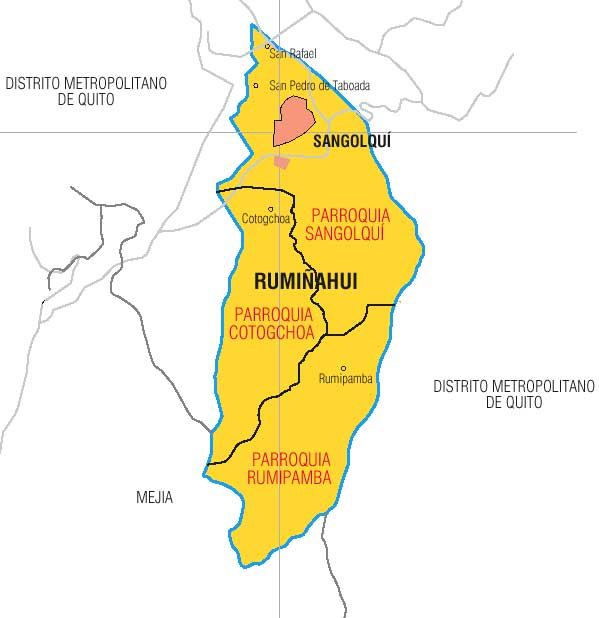 San Rafael
DISTRITO METROPOLITANO
DE QUITO
San Pedro de Taboada
SANGOLQUÍ
Cotogchoa
PARROQUIA
SANGOLQUÍ
RUMIÑAHUI
PARROQUIA
COTOGCHOA
Rumipamba
DISTRITO METROPOLITANO
DE QUITO
PARROQUIA
RUMIPAMBA
MEJIA